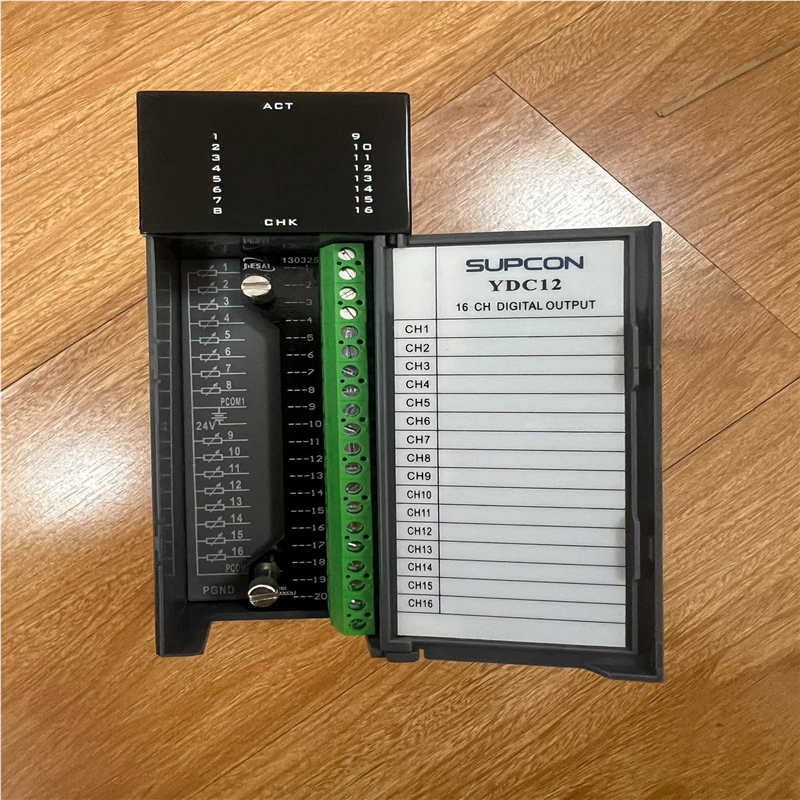 ACT
1 9
2 10
3 11
4 12
5 13
6 14
7 15
8 16
CHK
130325
1
2
3
4
5
6
7
8
PCOM1
24V
9
10
11
12
13
14
15
16
PGND
---2
---3
---4
---5
---6
---7
---8
---9
---10
---11
---12
---13
---14
---15
---16
---17
---18
---19
---20
SUPCON
YDC12
16 CH DIGITAL OUTPUT
CH1
CH2
CH3
CH4
CH5
CH6
CH7
CH8
CH9
CH10
CH11
CH12
CH13
CH14
CH15
CH16